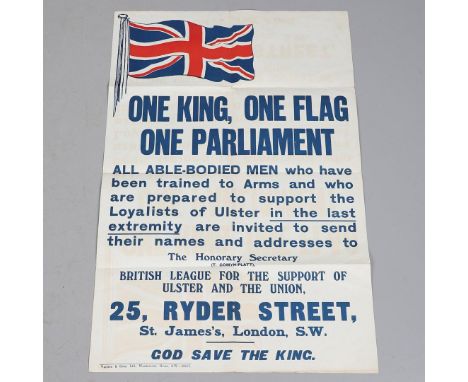 ONE KING, ONE FLAG
ONE PARLIAMENT
ALL ABLE-BODIED MEN who have
been trained to Arms and who
are prepared to support the
Loyalists of Ulster in the last
extremity are invited to send
their names and addresses to
The Honorary Secretary
(T. COMYN-PLATT),
BRITISH LEAGUE FOR THE SUPPORT OF
ULSTER AND THE UNION,
25, RYDER STREET,
St. James's, London, S.W.
GOD SAVE THE KING.